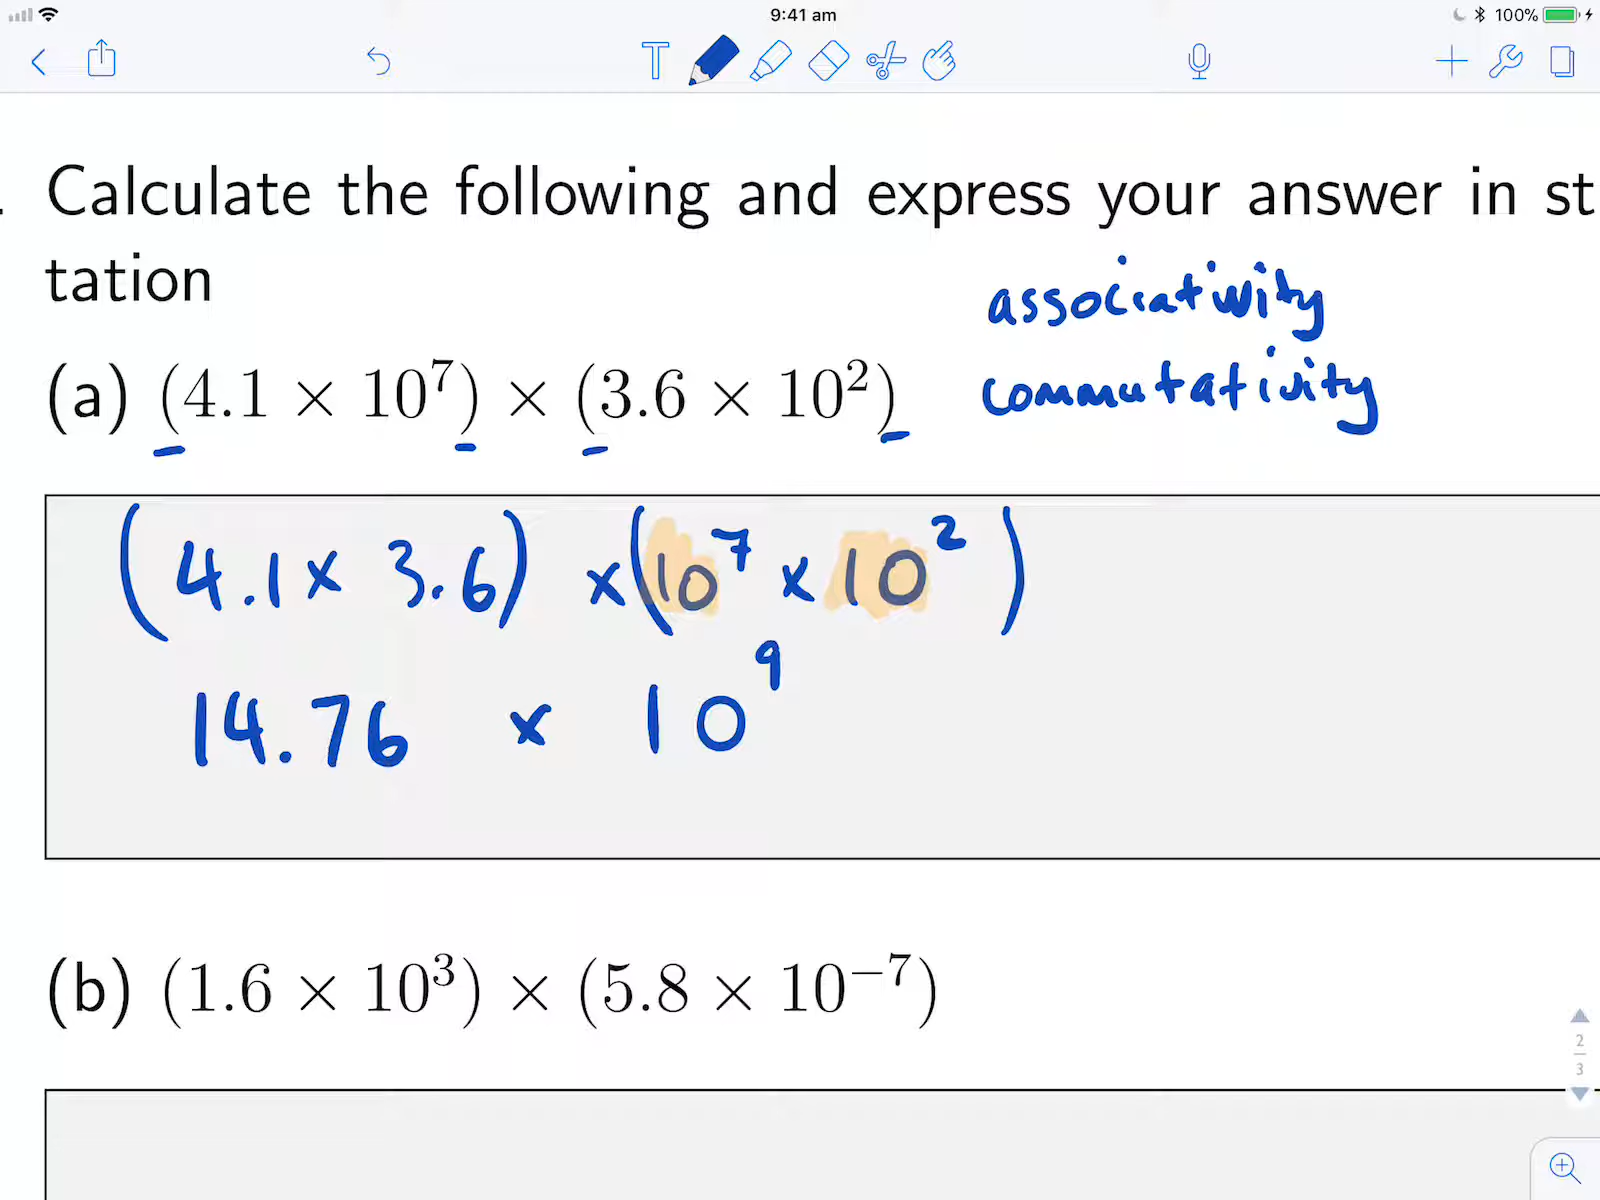 9:41 am
100%
T
. Calculate the following and express your answer in st
tation
associativity
(a) (4.1 × 10⁷) × (3.6 × 10²)
commutativity
(4.1 × 3.6) × (10⁷ × 10²)
14.76 × 10⁹
(b) (1.6 × 10³) × (5.8 × 10⁻⁷)
2
3